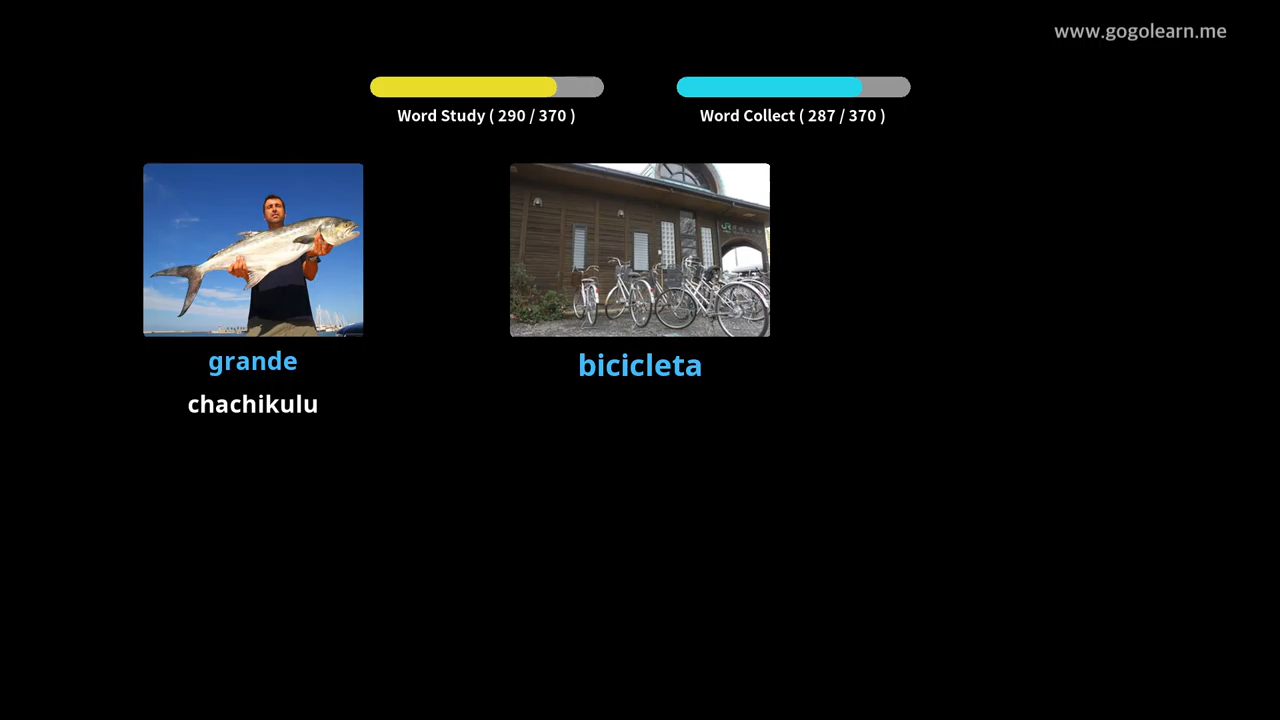 www.gogolearn.me
Word Study ( 290 / 370 )
Word Collect ( 287 / 370 )
grande
chachikulu
bicicleta